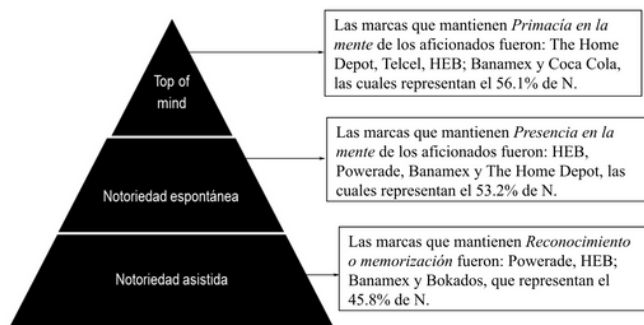 Top of
mind
Las marcas que mantienen Primacía en la
mente de los aficionados fueron: The Home
Depot, Telcel, HEB; Banamex y Coca Cola,
las cuales representan el 56.1% de N.
Notoriedad espontánea
Las marcas que mantienen Presencia en la
mente de los aficionados fueron: HEB,
Powerade, Banamex y The Home Depot, las
cuales representan el 53.2% de N.
Notoriedad asistida
Las marcas que mantienen Reconocimiento
o memorización fueron: Powerade, HEB;
Banamex y Bokados, que representan el
45.8% de N.